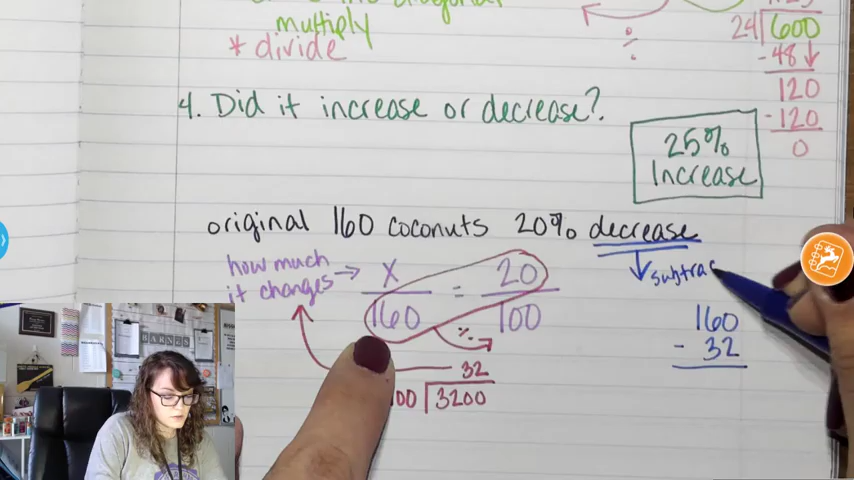 multiply
* divide
÷
24 600
- 48 ↓
120
- 120
0
4. Did it increase or decrease?
25%
Increase
original 160 coconuts 20% decrease
how much
it changes →
X
160
=
20
100
÷
subtrac
160
- 32
32
00 3200